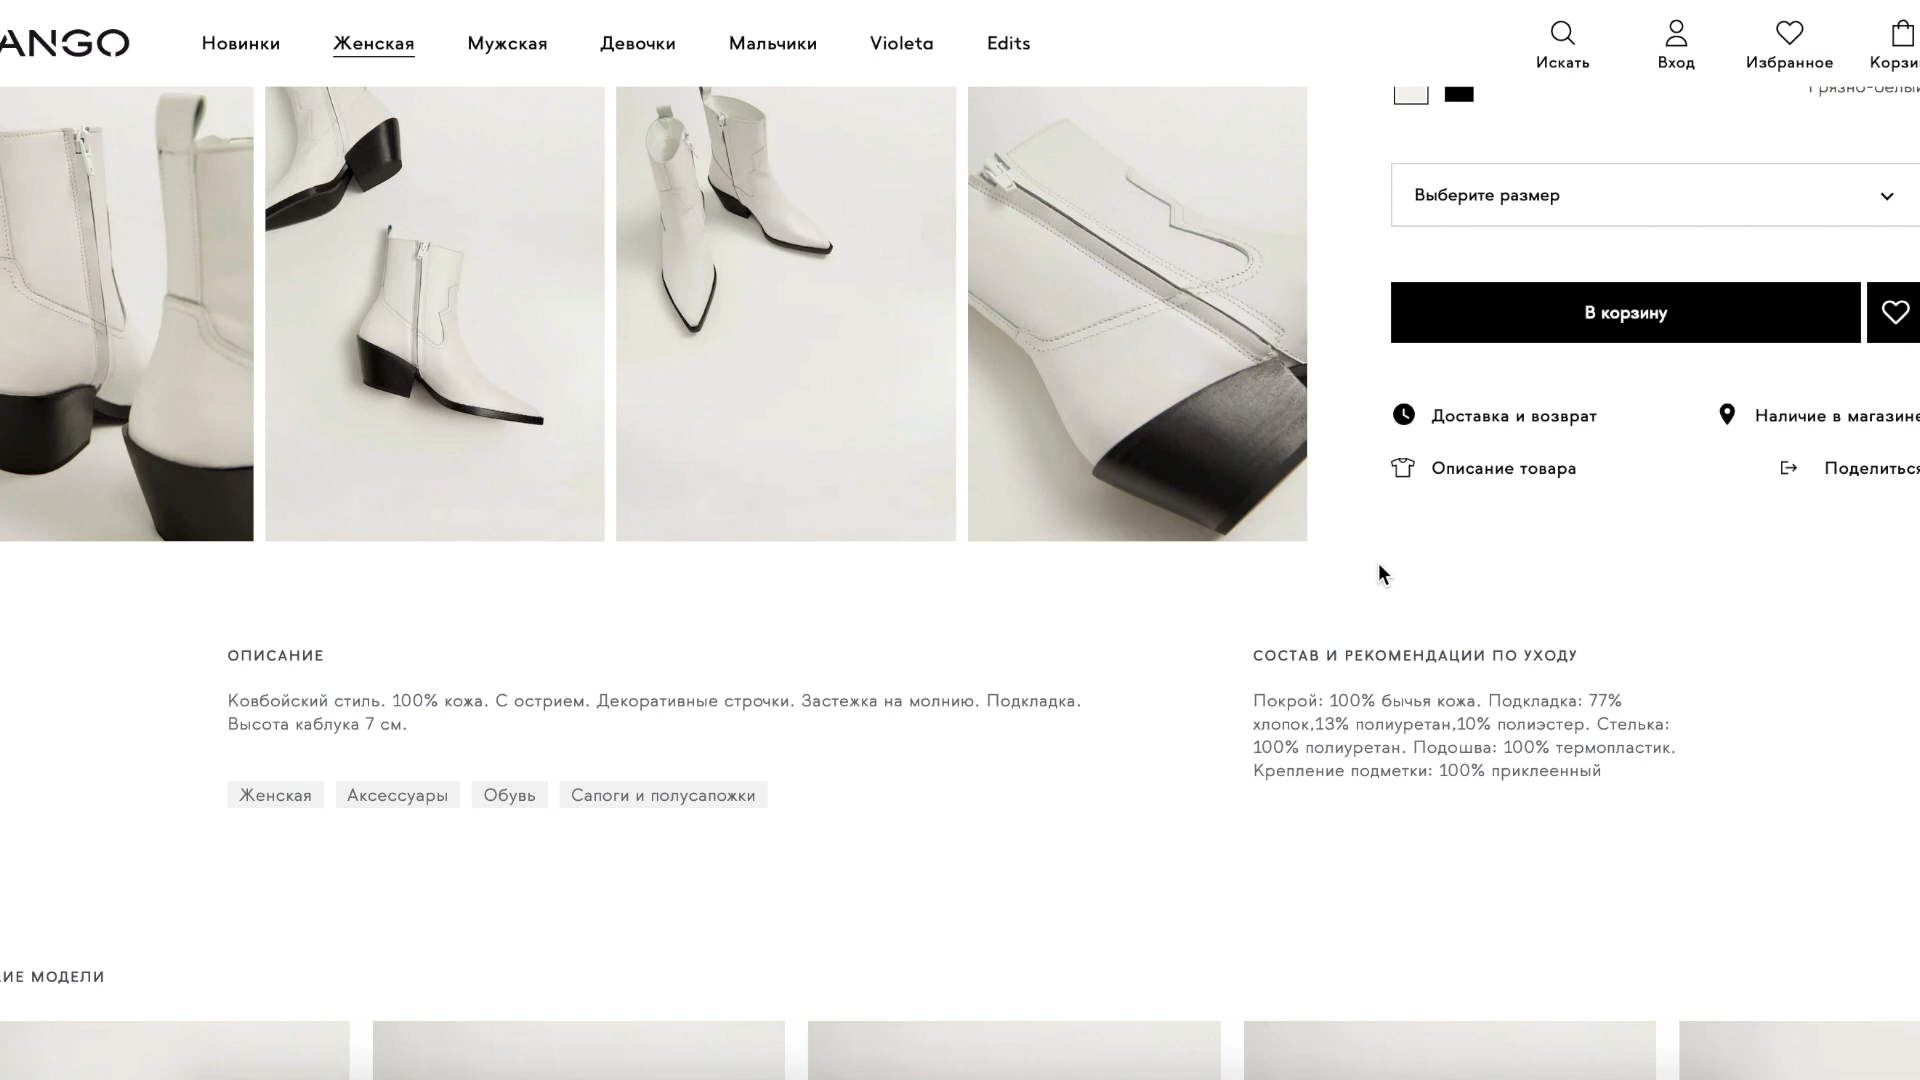 ANGO
Новинки Женская Мужская Девочки Мальчики Violeta Edits
Искать Вход Избранное Корзи
Грязно-белый
Выберите размер
В корзину
Доставка и возврат Наличие в магазине
Описание товара Поделиться
ОПИСАНИЕ
Ковбойский стиль. 100% кожа. С острием. Декоративные строчки. Застежка на молнию. Подкладка.
Высота каблука 7 см.
Женская Аксессуары Обувь Сапоги и полусапожки
СОСТАВ И РЕКОМЕНДАЦИИ ПО УХОДУ
Покрой: 100% бычья кожа. Подкладка: 77%
хлопок,13% полиуретан,10% полиэстер. Стелька:
100% полиуретан. Подошва: 100% термопластик.
Крепление подметки: 100% приклеенный
ИЕ МОДЕЛИ